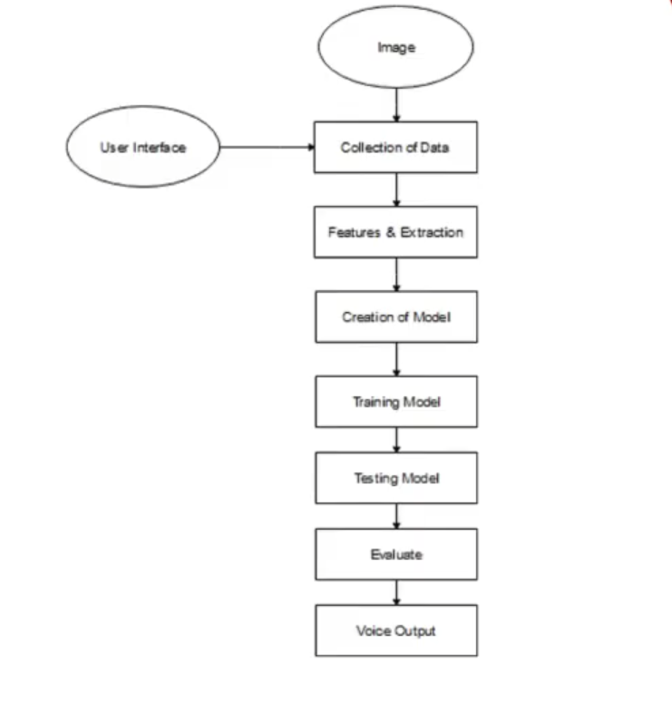 Image
User Interface
Collection of Data
Features & Extraction
Creation of Model
Training Model
Testing Model
Evaluate
Voice Output